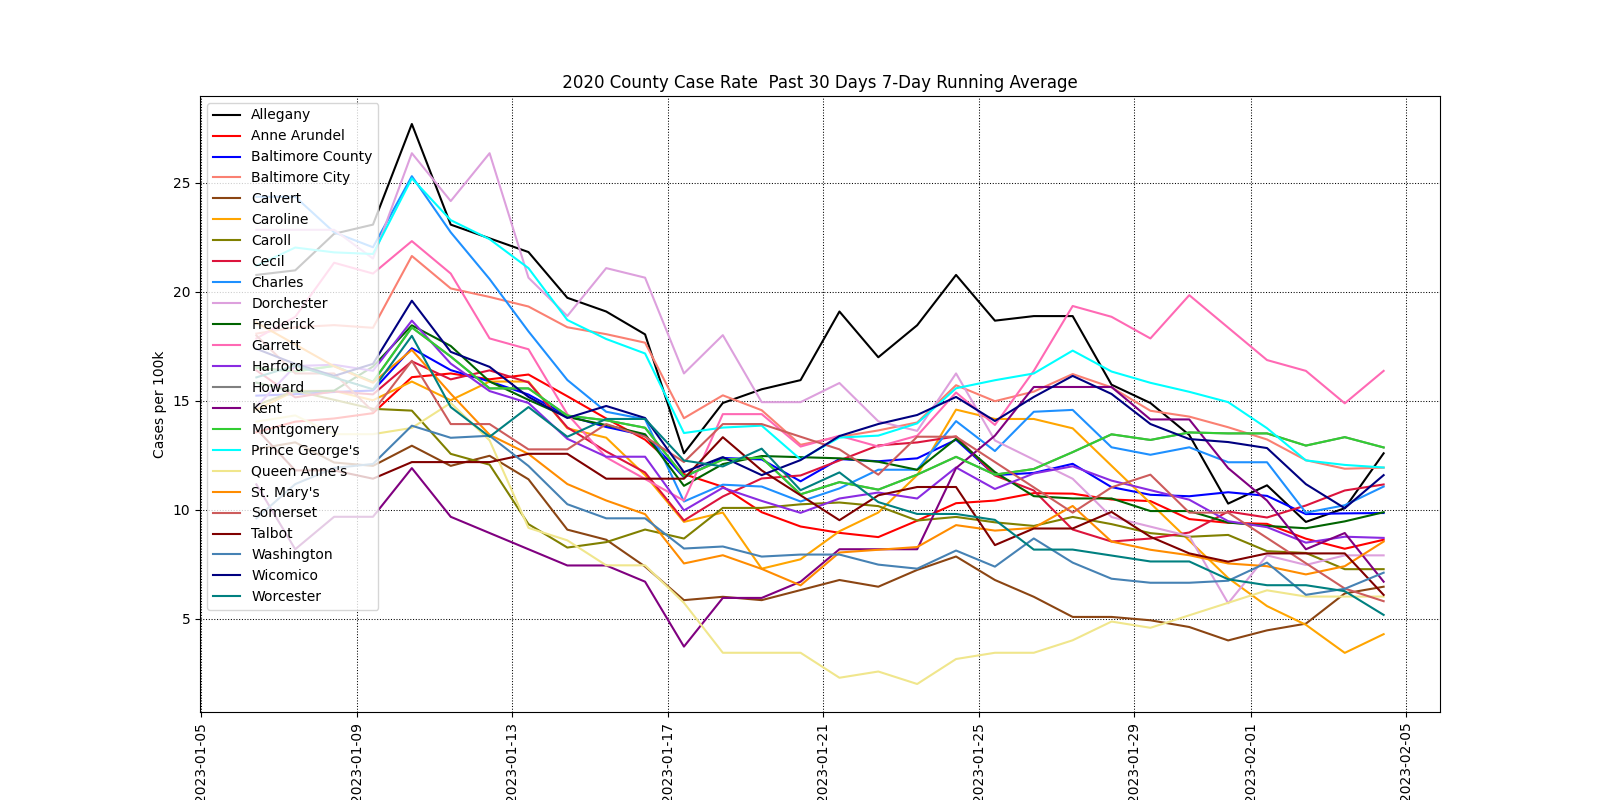 2020 County Case Rate  Past 30 Days 7-Day Running Average
Cases per 100k
25
20
15
10
5
Allegany
Anne Arundel
Baltimore County
Baltimore City
Calvert
Caroline
Caroll
Cecil
Charles
Dorchester
Frederick
Garrett
Harford
Howard
Kent
Montgomery
Prince George's
Queen Anne's
St. Mary's
Somerset
Talbot
Washington
Wicomico
Worcester
2023-01-05
2023-01-09
2023-01-13
2023-01-17
2023-01-21
2023-01-25
2023-01-29
2023-02-01
2023-02-05